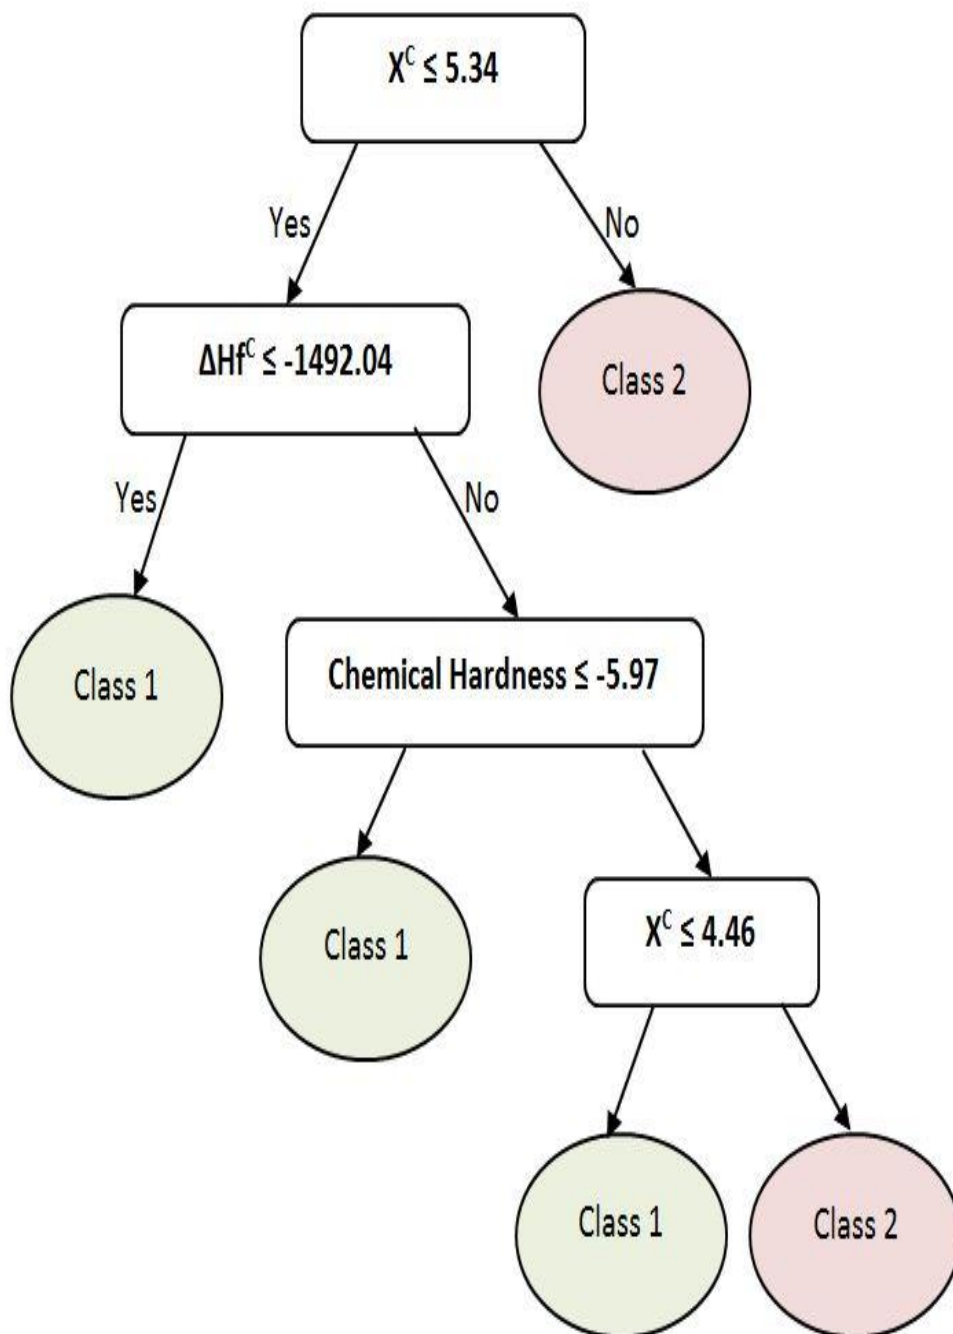 X^C ≤ 5.34
Yes
No
ΔHf^C ≤ -1492.04
Class 2
Yes
No
Class 1
Chemical Hardness ≤ -5.97
Class 1
X^C ≤ 4.46
Class 1
Class 2